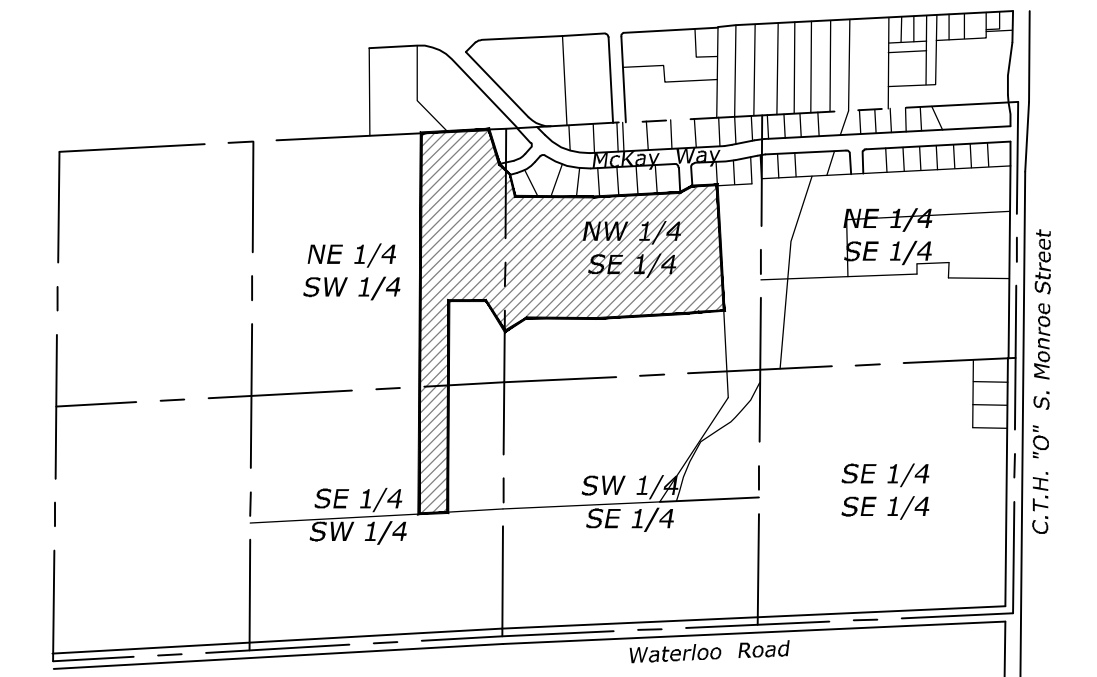 McKay Way
NE 1/4
SW 1/4
NW 1/4
SE 1/4
NE 1/4
SE 1/4
SE 1/4
SW 1/4
SW 1/4
SE 1/4
SE 1/4
SE 1/4
C.T.H. "O" S. Monroe Street
Waterloo Road